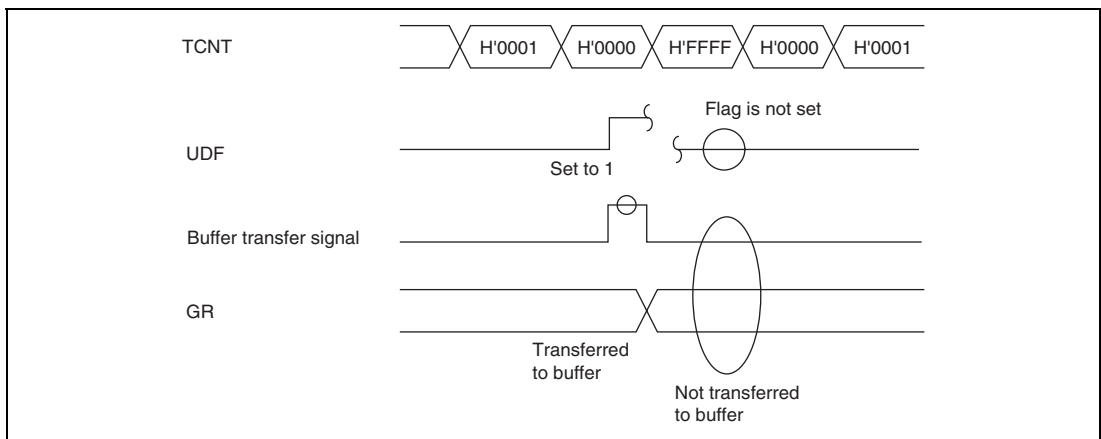 TCNT
H'0001 H'0000 H'FFFF H'0000 H'0001
Flag is not set
UDF
Set to 1
Buffer transfer signal
GR
Transferred
to buffer
Not transferred
to buffer